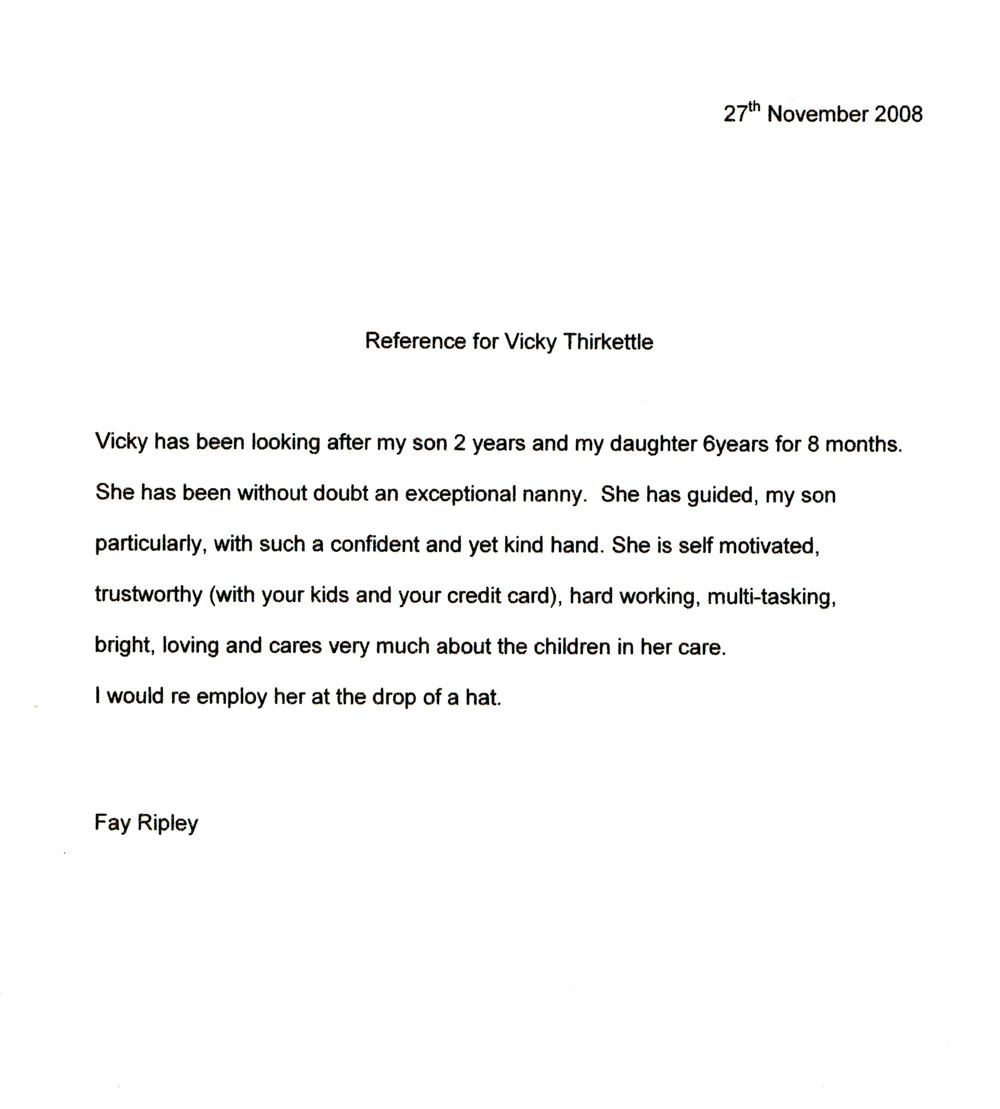 27th November 2008
Reference for Vicky Thirkettle
Vicky has been looking after my son 2 years and my daughter 6years for 8 months.
She has been without doubt an exceptional nanny.  She has guided, my son
particularly, with such a confident and yet kind hand. She is self motivated,
trustworthy (with your kids and your credit card), hard working, multi-tasking,
bright, loving and cares very much about the children in her care.
I would re employ her at the drop of a hat.
Fay Ripley